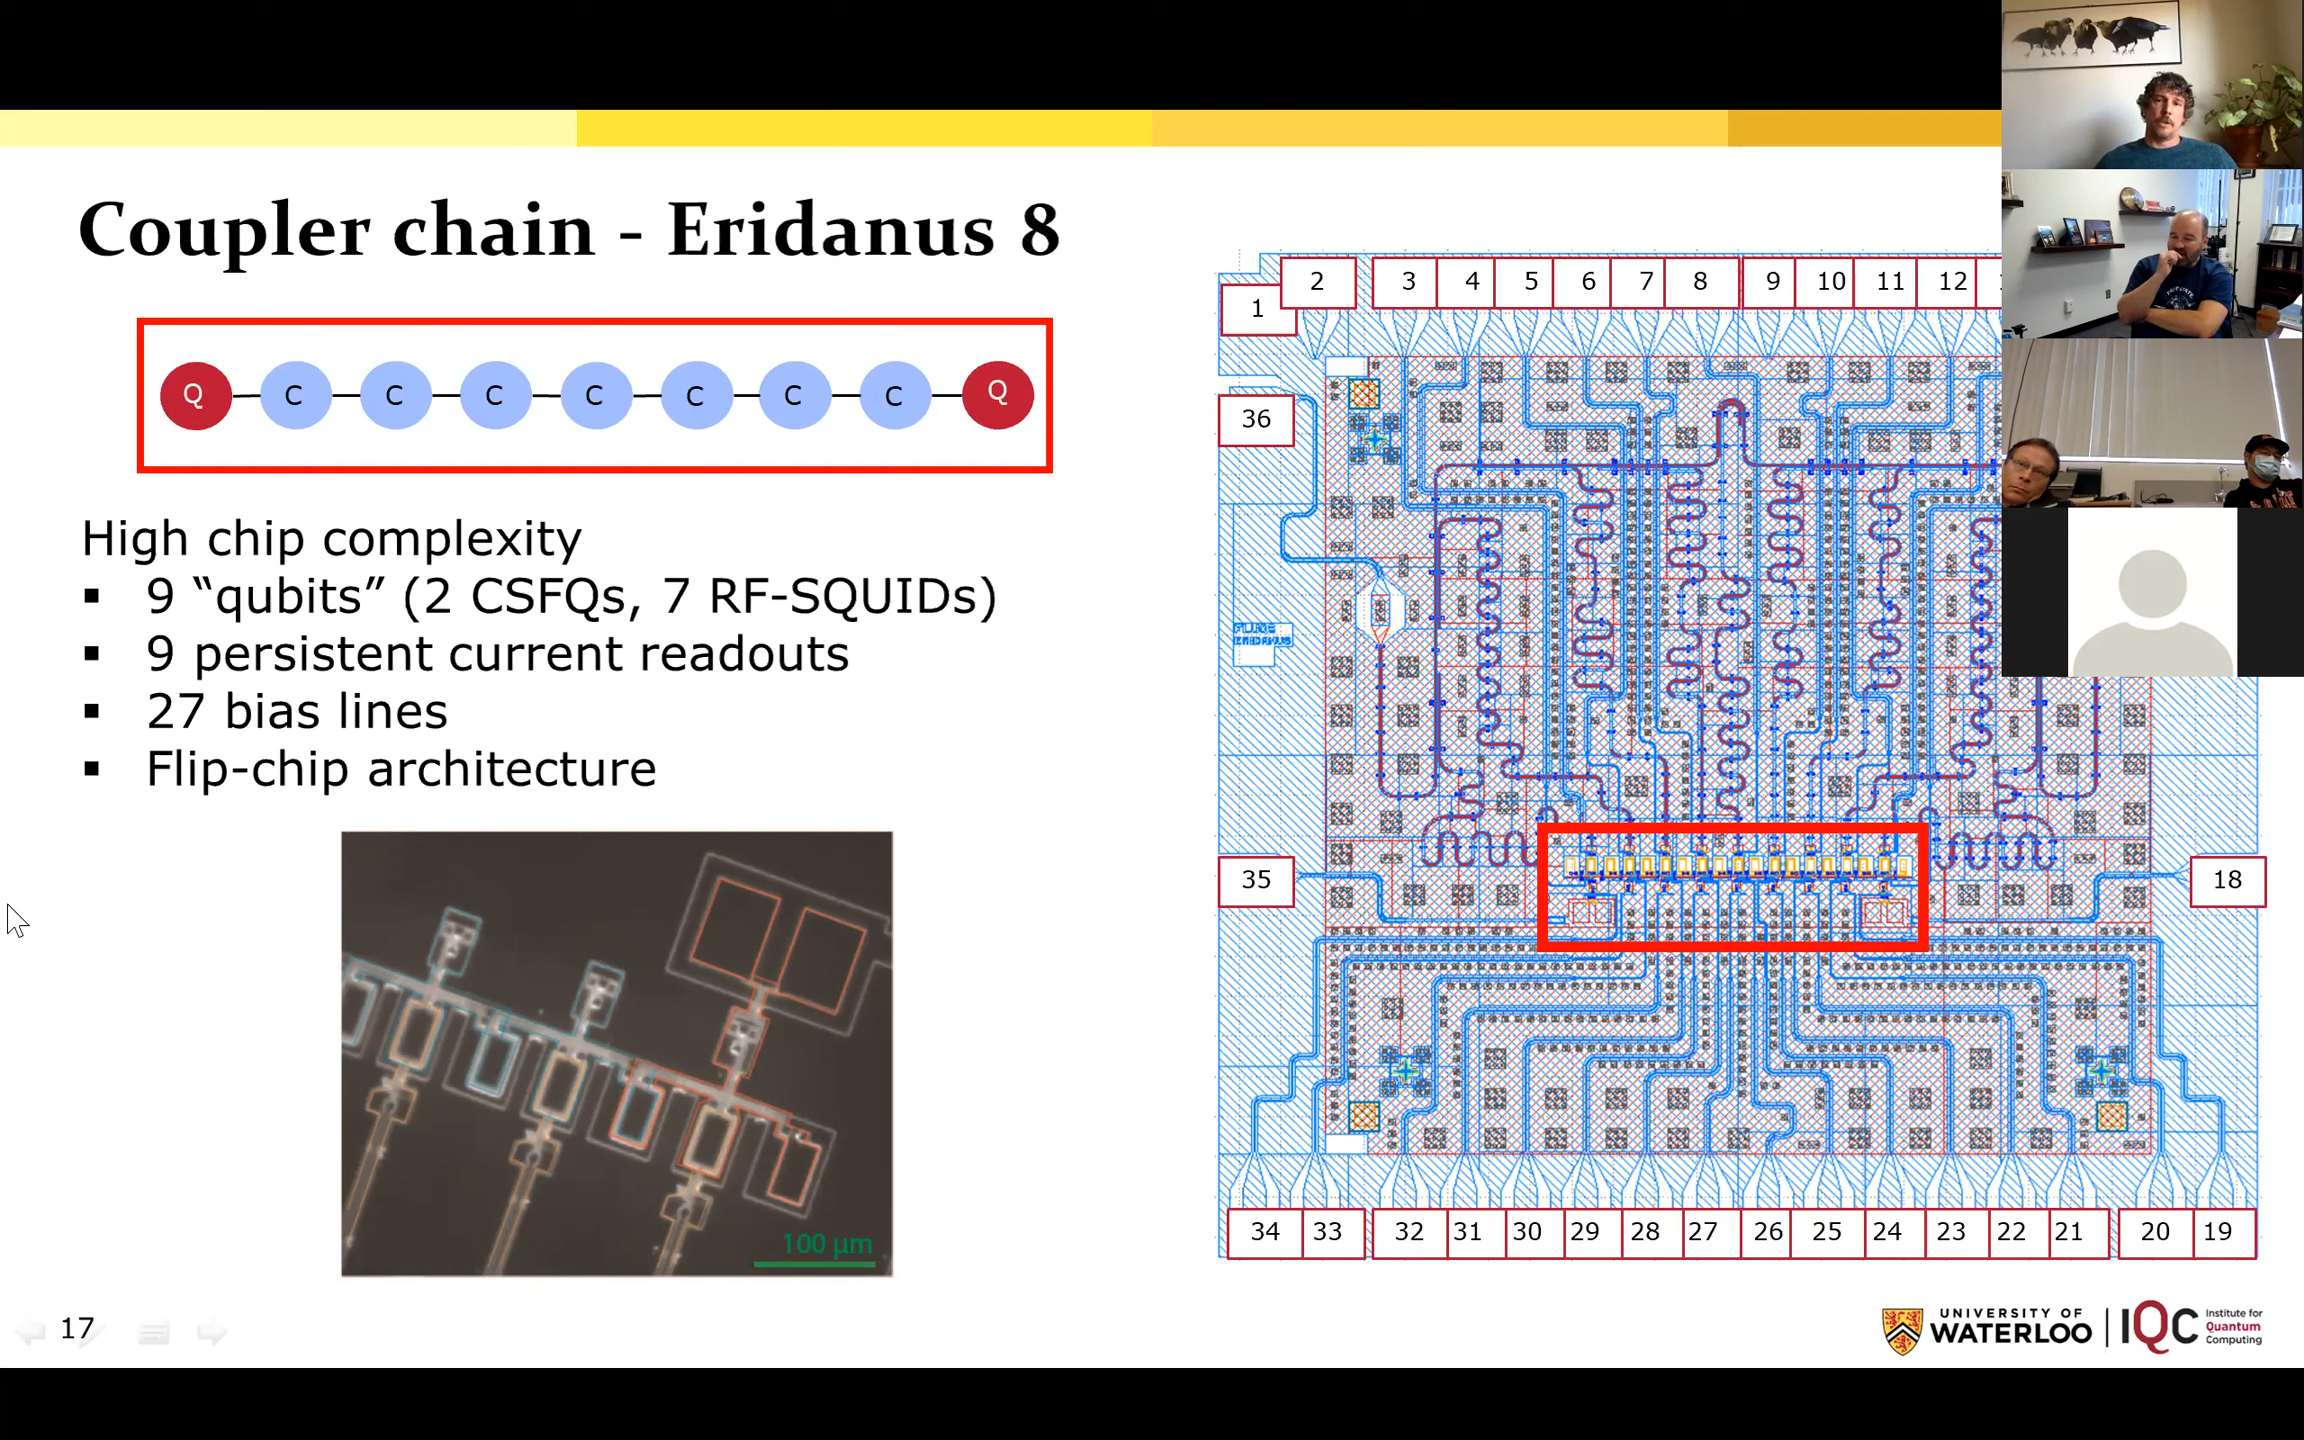 Coupler chain - Eridanus 8
Q C C C C C C C Q
High chip complexity
▪ 9 “qubits” (2 CSFQs, 7 RF-SQUIDs)
▪ 9 persistent current readouts
▪ 27 bias lines
▪ Flip-chip architecture
100 µm
1 2 3 4 5 6 7 8 9 10 11 12
36
35 18
34 33 32 31 30 29 28 27 26 25 24 23 22 21 20 19
17
UNIVERSITY OF
WATERLOO
IQC
Institute for
Quantum
Computing